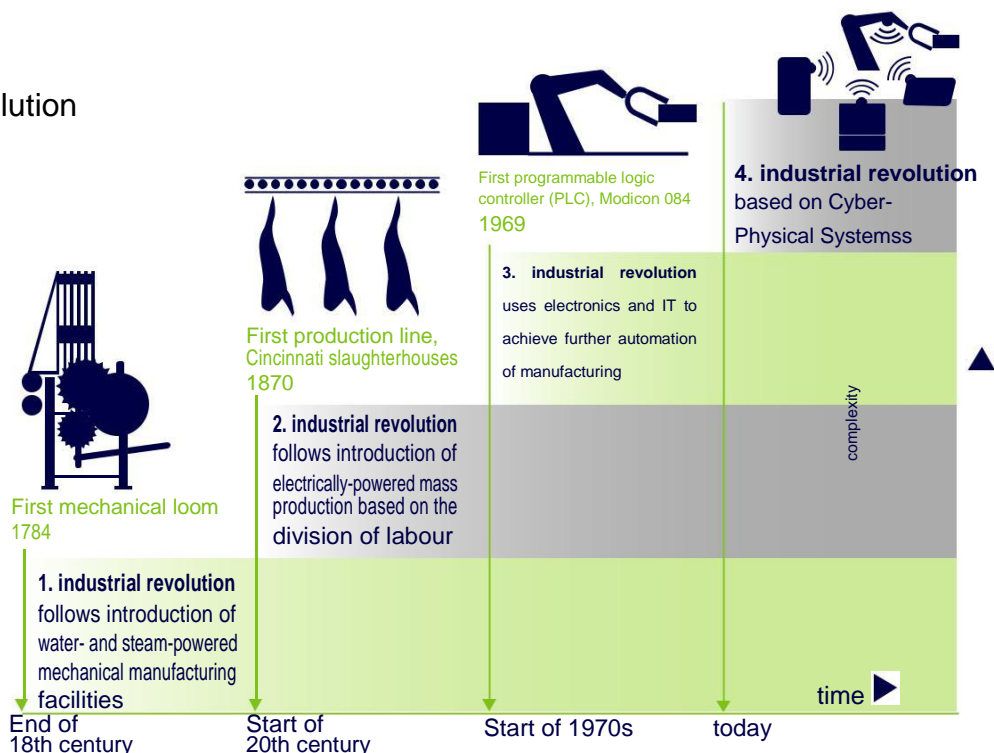 lution
First programmable logic
controller (PLC), Modicon 084
1969
4. industrial revolution
based on Cyber-
Physical Systemss
3. industrial revolution
uses electronics and IT to
achieve further automation
of manufacturing
First production line,
Cincinnati slaughterhouses
1870
complexity
2. industrial revolution
follows introduction of
electrically-powered mass
production based on the
division of labour
First mechanical loom
1784
1. industrial revolution
follows introduction of
water- and steam-powered
mechanical manufacturing
facilities
time
End of
18th century
Start of
20th century
Start of 1970s
today